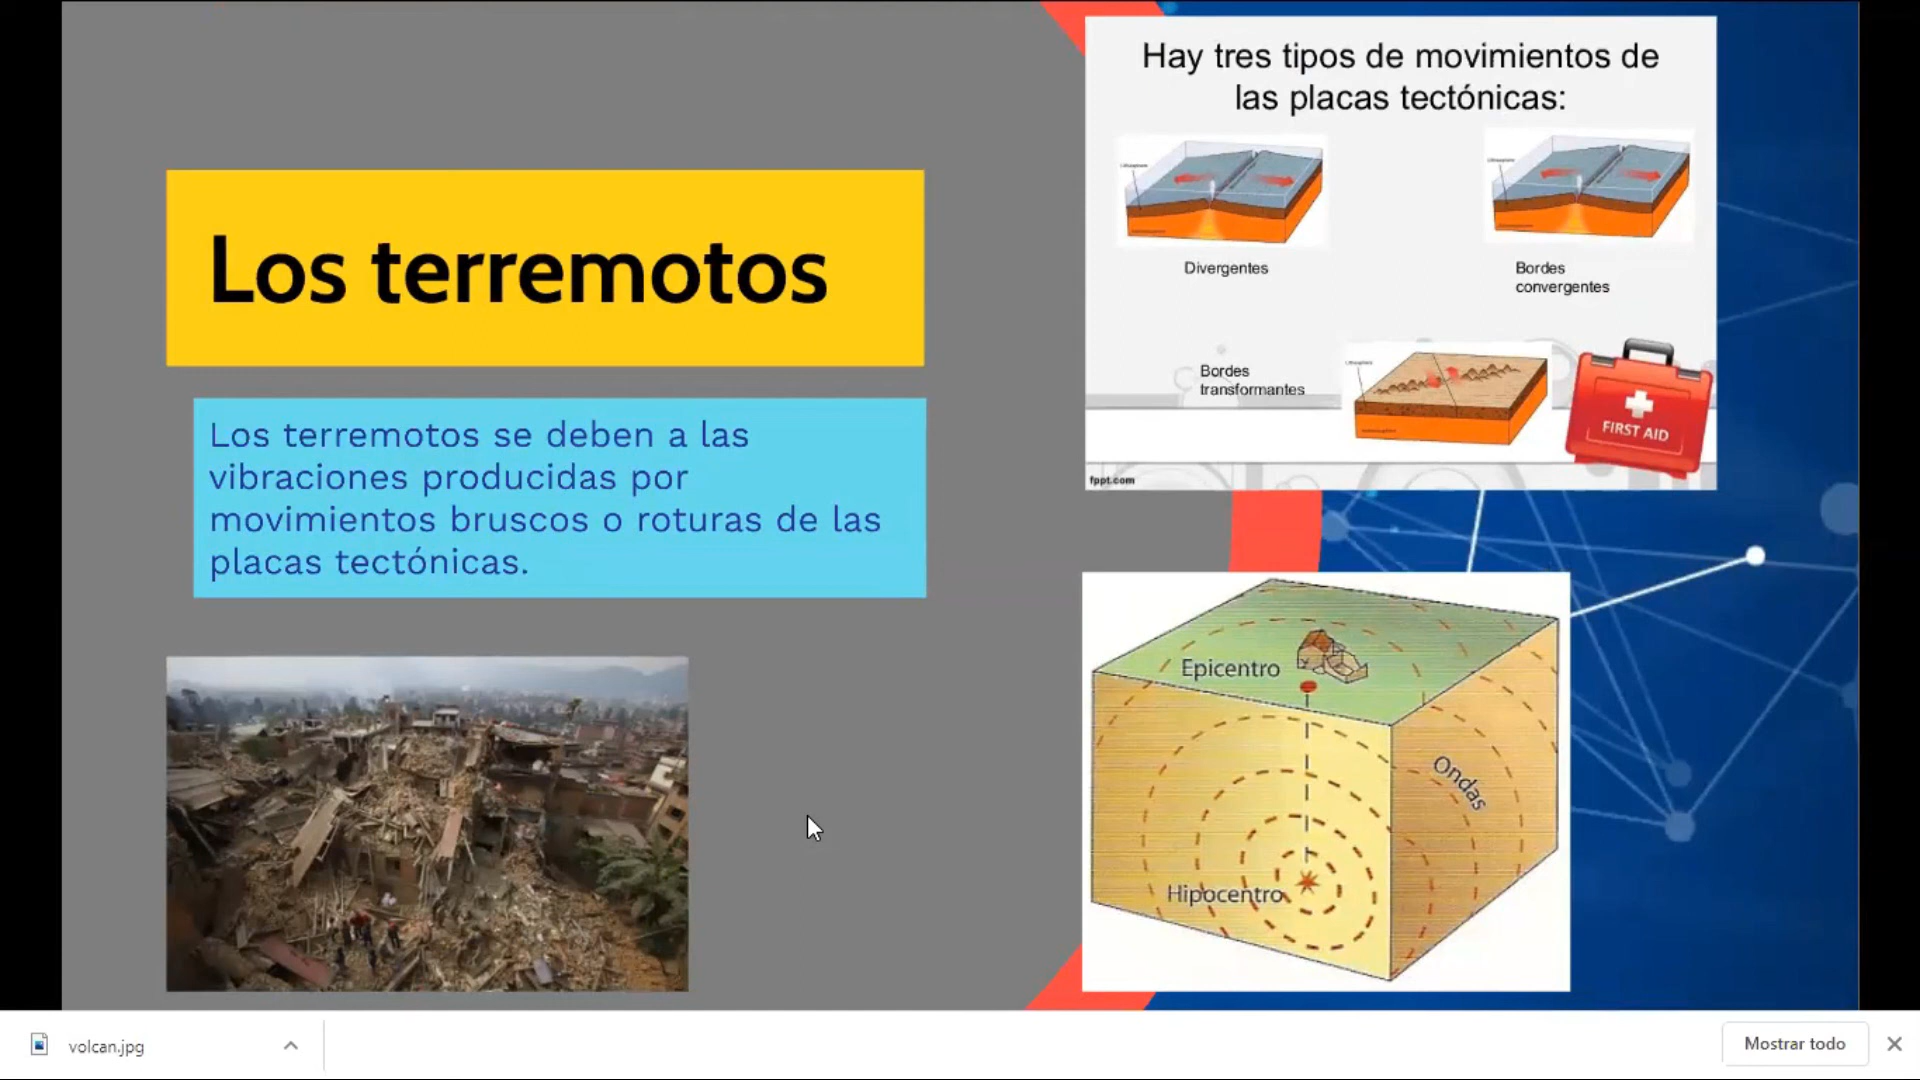 Los terremotos
Los terremotos se deben a las
vibraciones producidas por
movimientos bruscos o roturas de las
placas tectónicas.
Hay tres tipos de movimientos de
las placas tectónicas:
Divergentes
Bordes
convergentes
Bordes
transformantes
FIRST AID
fppt.com
Epicentro
Ondas
Hipocentro
volcan.jpg
Mostrar todo